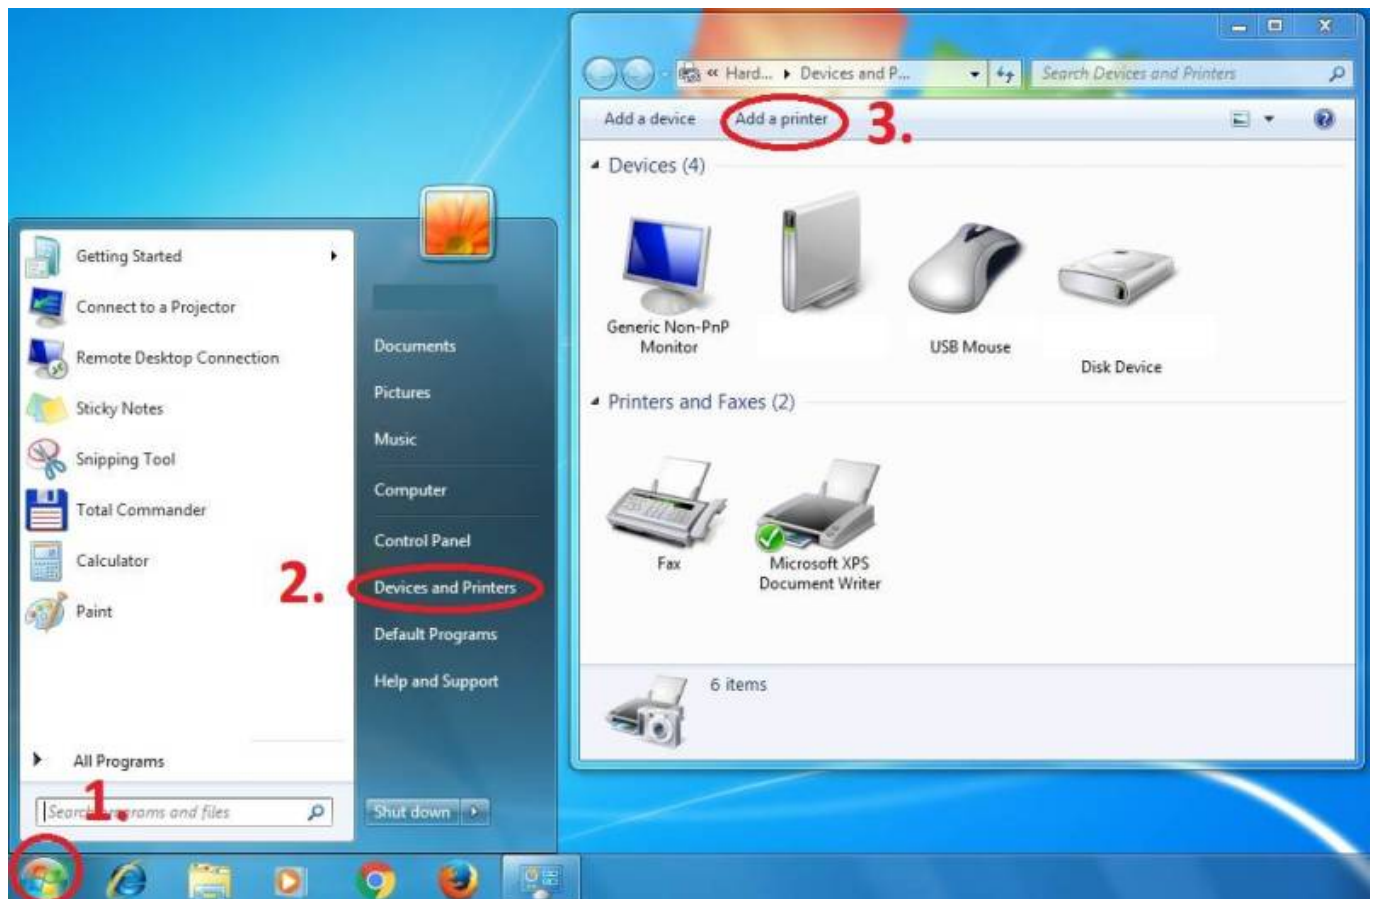 « Hard... Devices and P...
Search Devices and Printers
Add a device
Add a printer
3.
Devices (4)
Generic Non-PnP
Monitor
USB Mouse
Disk Device
Printers and Faxes (2)
Fax
Microsoft XPS
Document Writer
6 items
Getting Started
Connect to a Projector
Remote Desktop Connection
Sticky Notes
Snipping Tool
Total Commander
Calculator
Paint
All Programs
1.
Search programs and files
Documents
Pictures
Music
Computer
Control Panel
2.
Devices and Printers
Default Programs
Help and Support
Shut down